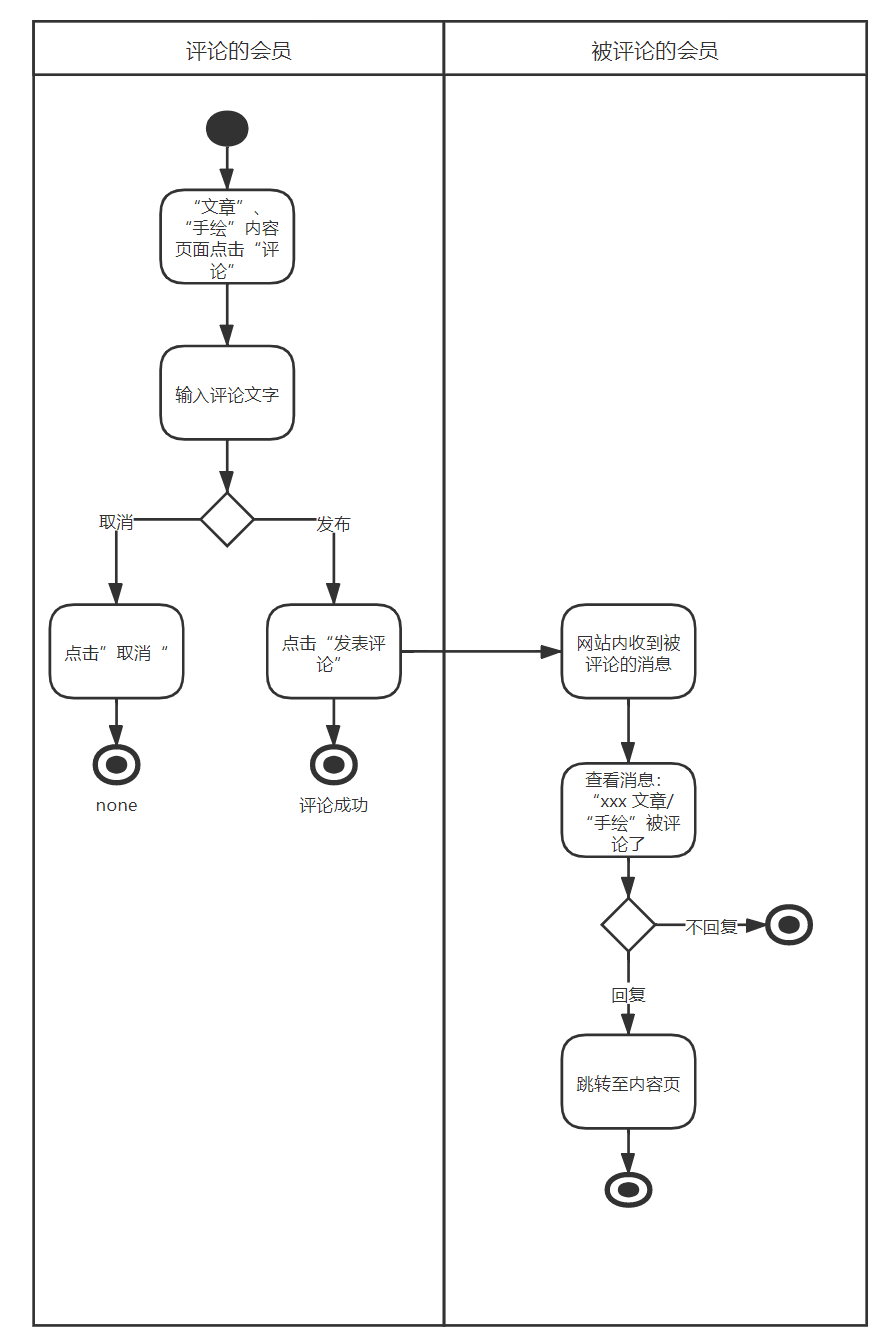 评论的会员
被评论的会员
“文章”、
“手绘”内容
页面点击“评
论”
输入评论文字
取消
发布
点击”取消“
点击“发表评
论”
none
评论成功
网站内收到被
评论的消息
查看消息：
“xxx 文章/
“手绘”被评
论了
不回复
回复
跳转至内容页